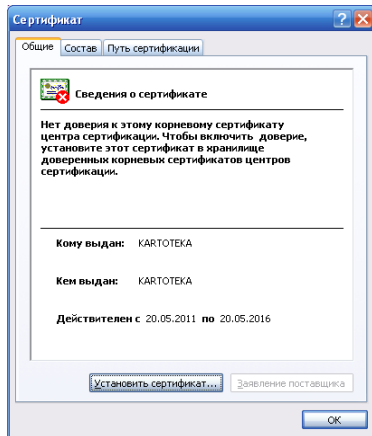 Сертификат
Общие Состав Путь сертификации
Сведения о сертификате
Нет доверия к этому корневому сертификату
центра сертификации. Чтобы включить доверие,
установите этот сертификат в хранилище
доверенных корневых сертификатов центров
сертификации.
Кому выдан: KARTOTEKA
Кем выдан: KARTOTEKA
Действителен с 20.05.2011 по 20.05.2016
Установить сертификат... Заявление поставщика
ОК